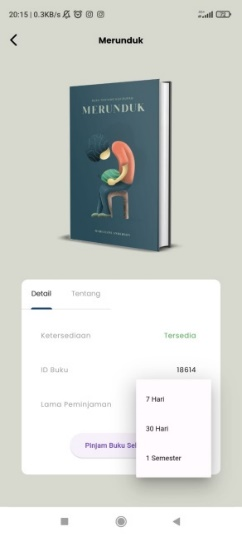 20:15 | 0.3KB/s
Merunduk
MERUNDUK
Detail Tentang
Ketersediaan Tersedia
ID Buku 18614
Lama Peminjaman
7 Hari
30 Hari
1 Semester
Pinjam Buku